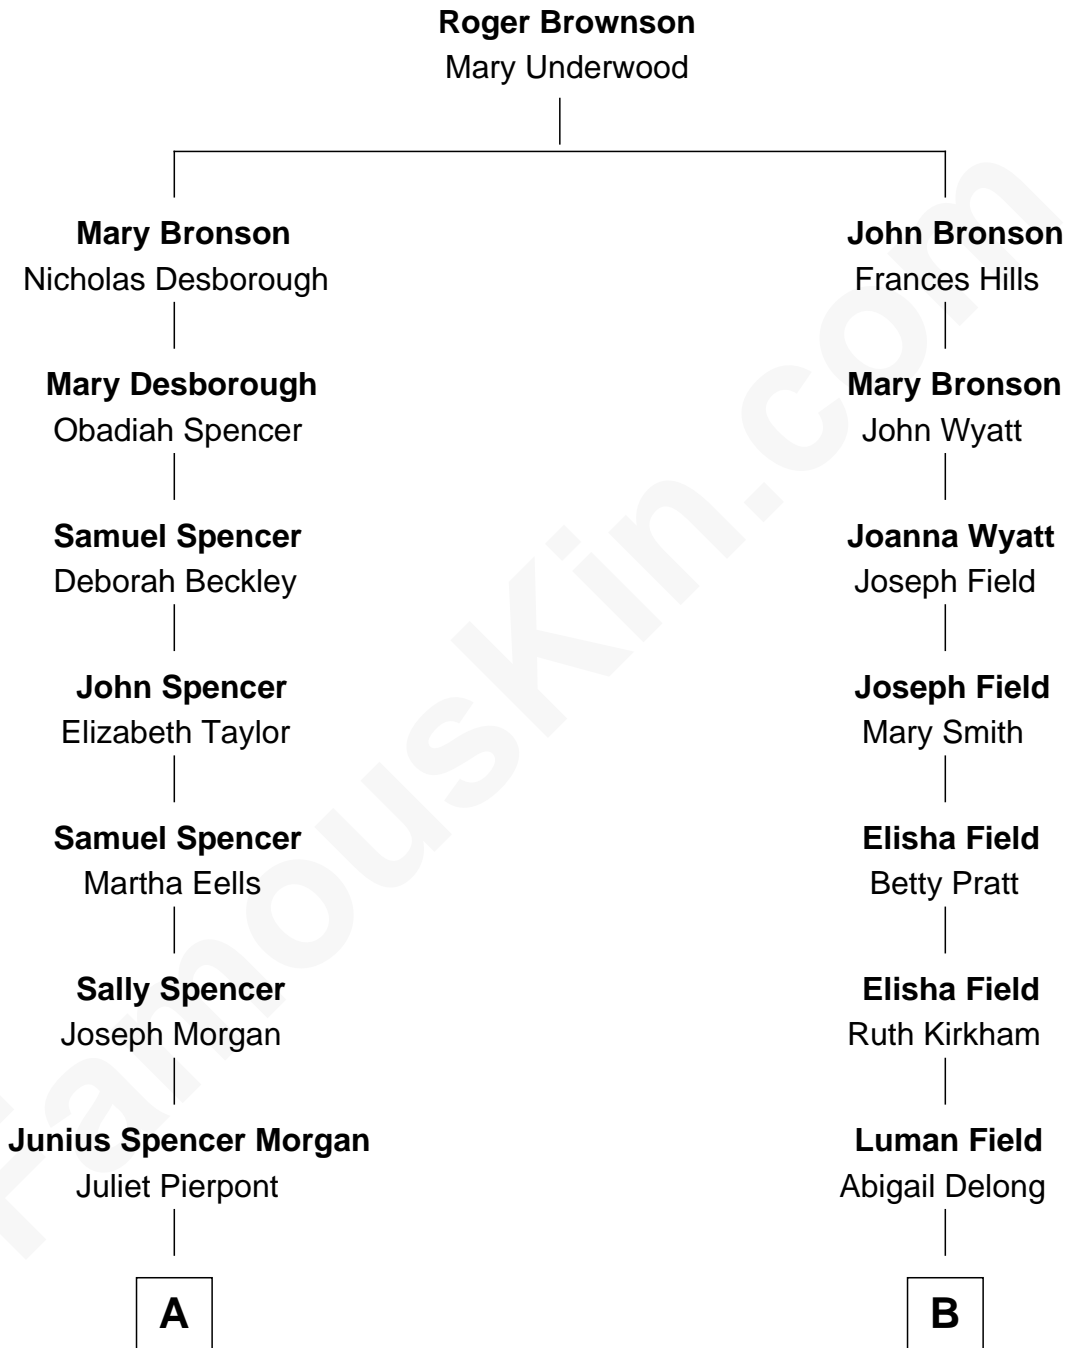 Roger Brownson
Mary Underwood
Mary Bronson
Nicholas Desborough
Mary Desborough
Obadiah Spencer
Samuel Spencer
Deborah Beckley
John Spencer
Elizabeth Taylor
Samuel Spencer
Martha Eells
Sally Spencer
Joseph Morgan
Junius Spencer Morgan
Juliet Pierpont
A
John Bronson
Frances Hills
Mary Bronson
John Wyatt
Joanna Wyatt
Joseph Field
Joseph Field
Mary Smith
Elisha Field
Betty Pratt
Elisha Field
Ruth Kirkham
Luman Field
Abigail Delong
B
FamousKin.com